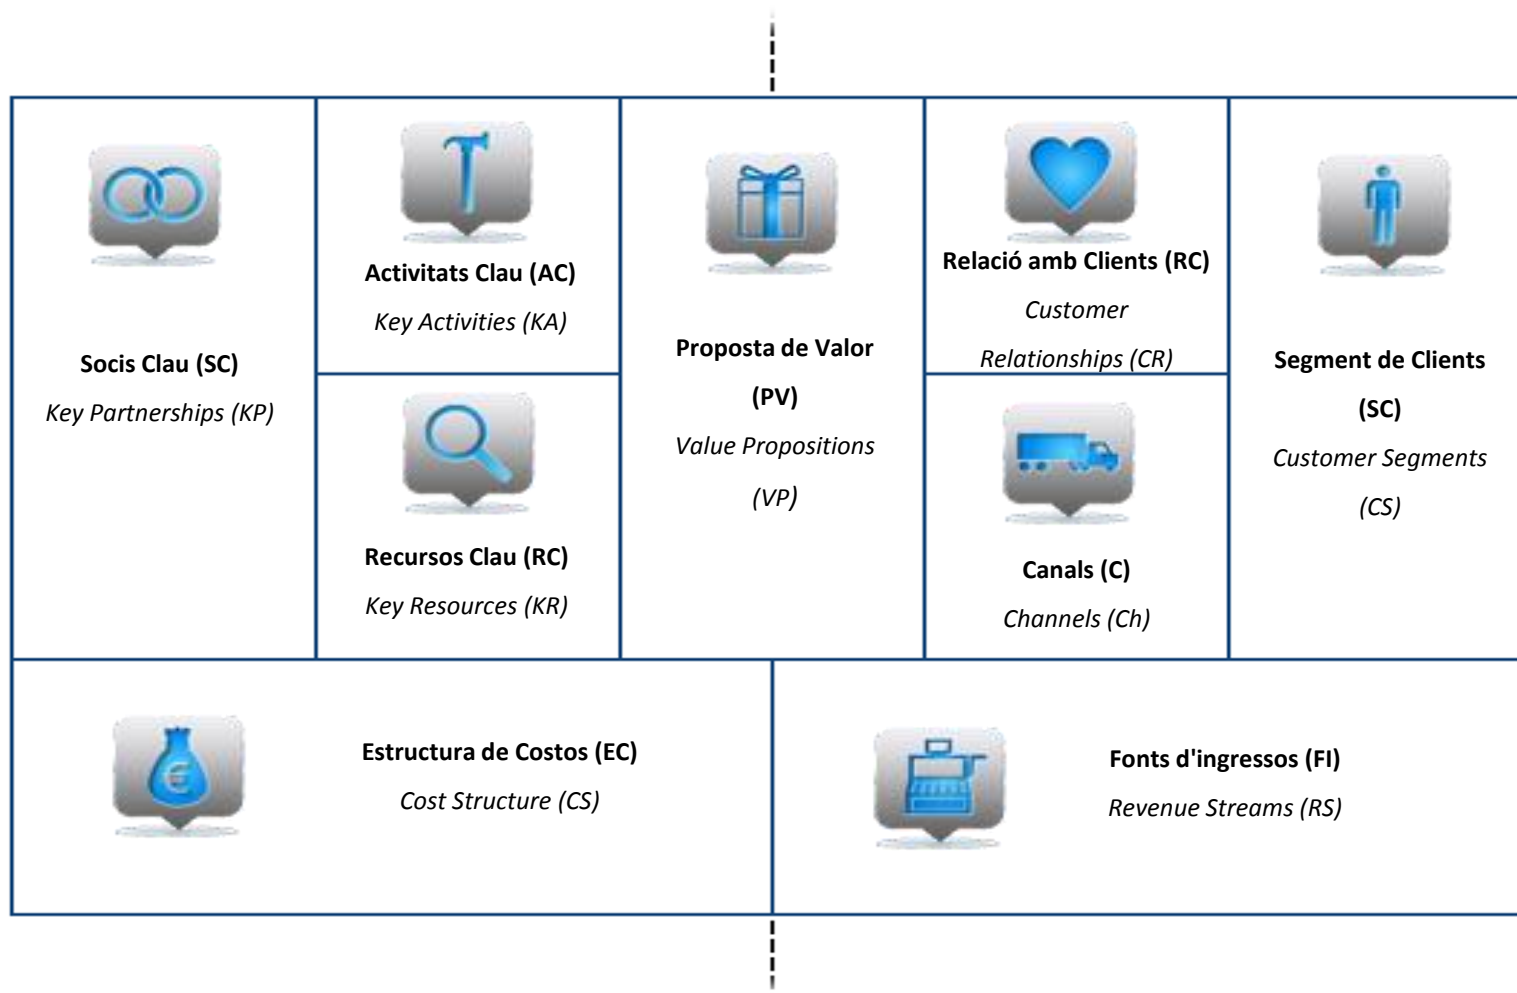 Socis Clau (SC)
Key Partnerships (KP)
Activitats Clau (AC)
Key Activities (KA)
Recursos Clau (RC)
Key Resources (KR)
Proposta de Valor
(PV)
Value Propositions
(VP)
Relació amb Clients (RC)
Customer
Relationships (CR)
Canals (C)
Channels (Ch)
Segment de Clients
(SC)
Customer Segments
(CS)
€
Estructura de Costos (EC)
Cost Structure (CS)
Fonts d'ingressos (FI)
Revenue Streams (RS)